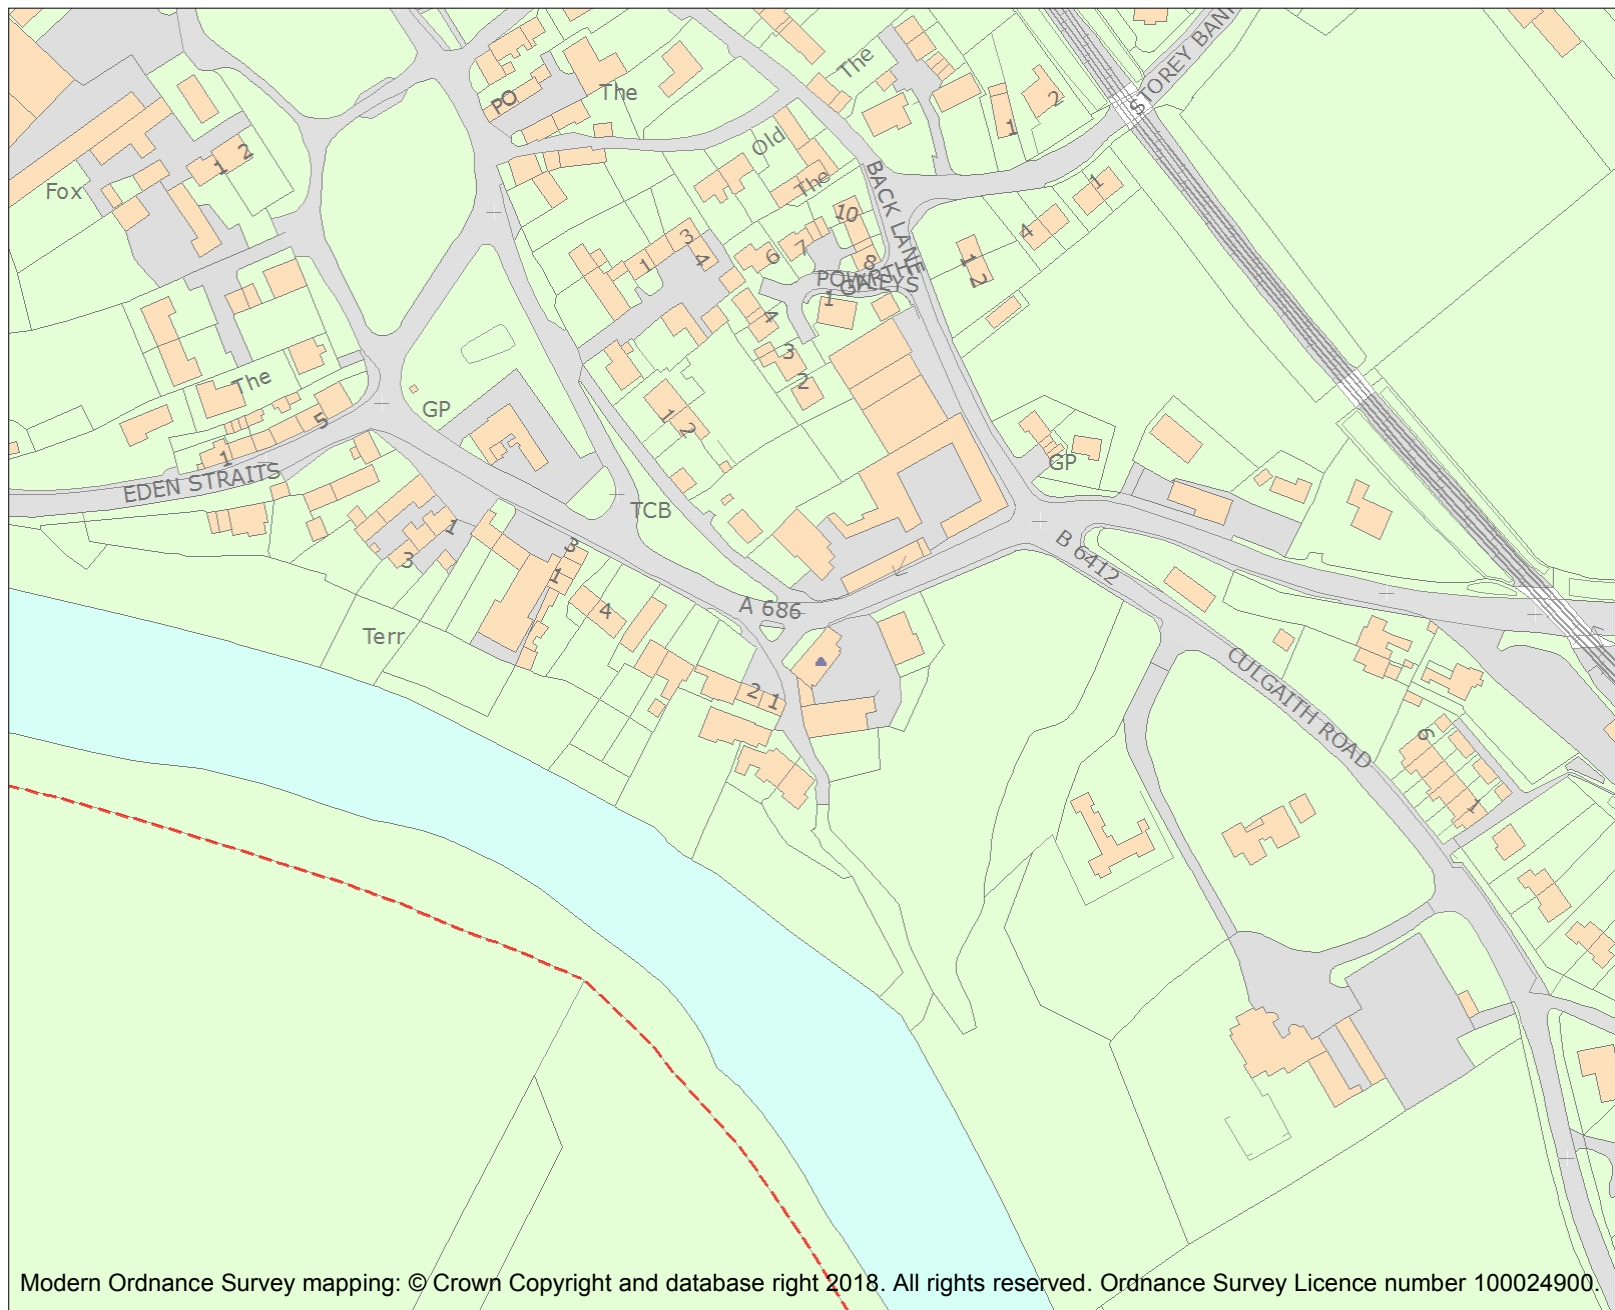 STOREY BANK
The
PO
The
2
1
Old
2
1
The
Fox
BACK LANE
1
10
4
3
7
6
1
4
8
1 2
POWTHEYS
1
4
3
The
2
GP
5
1 2
1
GP
EDEN STRAITS
TCB
1
3
3
B 6412
1
4
A 686
Terr
CULGAITH ROAD
2 1
6
1
Modern Ordnance Survey mapping: © Crown Copyright and database right 2018. All rights reserved. Ordnance Survey Licence number 100024900.